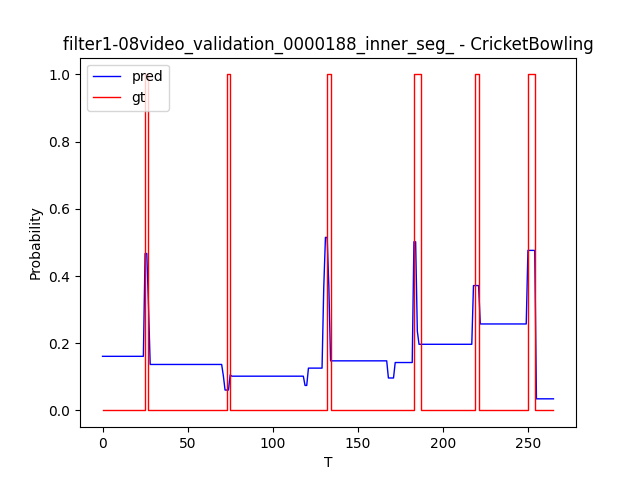 filter1-08video_validation_0000188_inner_seg_ - CricketBowling
pred
gt
1.0
0.8
0.6
0.4
0.2
0.0
Probability
0
50
100
150
200
250
T